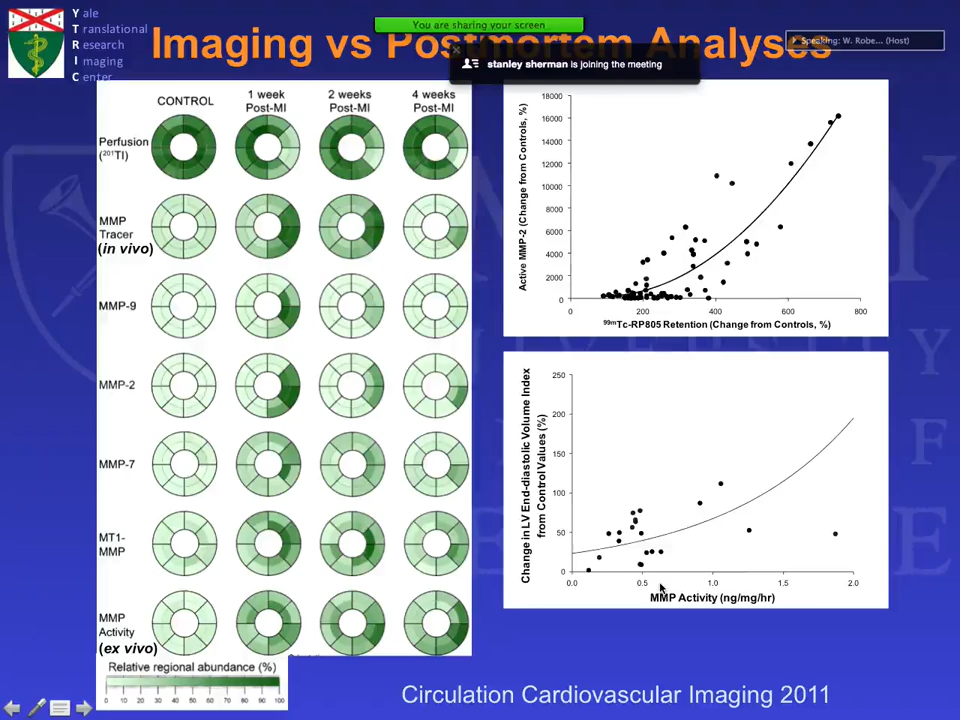 Yale
Translational
Research
Imaging
Center
You are sharing your screen
Imaging vs Postmortem Analyses
Speaking: W. Robe... (Host)
stanley sherman is joining the meeting
CONTROL
1 week
Post-MI
2 weeks
Post-MI
4 weeks
Post-MI
Perfusion
(201Tl)
MMP
Tracer
(in vivo)
MMP-9
MMP-2
MMP-7
MT1-
MMP
MMP
Activity
(ex vivo)
Relative regional abundance (%)
0 10 20 30 40 50 60 70 80 90 100
Active MMP-2 (Change from Controls, %)
18000
16000
14000
12000
10000
8000
6000
4000
2000
0
0 200 400 600 800
99mTc-RP805 Retention (Change from Controls, %)
Change in LV End-diastolic Volume Index
from Control Values (%)
250
200
150
100
50
0
0.0 0.5 1.0 1.5 2.0
MMP Activity (ng/mg/hr)
Circulation Cardiovascular Imaging 2011